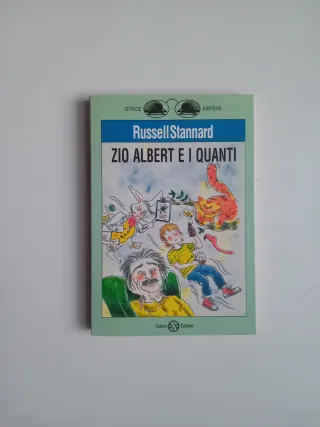 ISTRICE SAPIENS
Russell Stannard
ZIO ALBERT E I QUANTI
Salani Editore